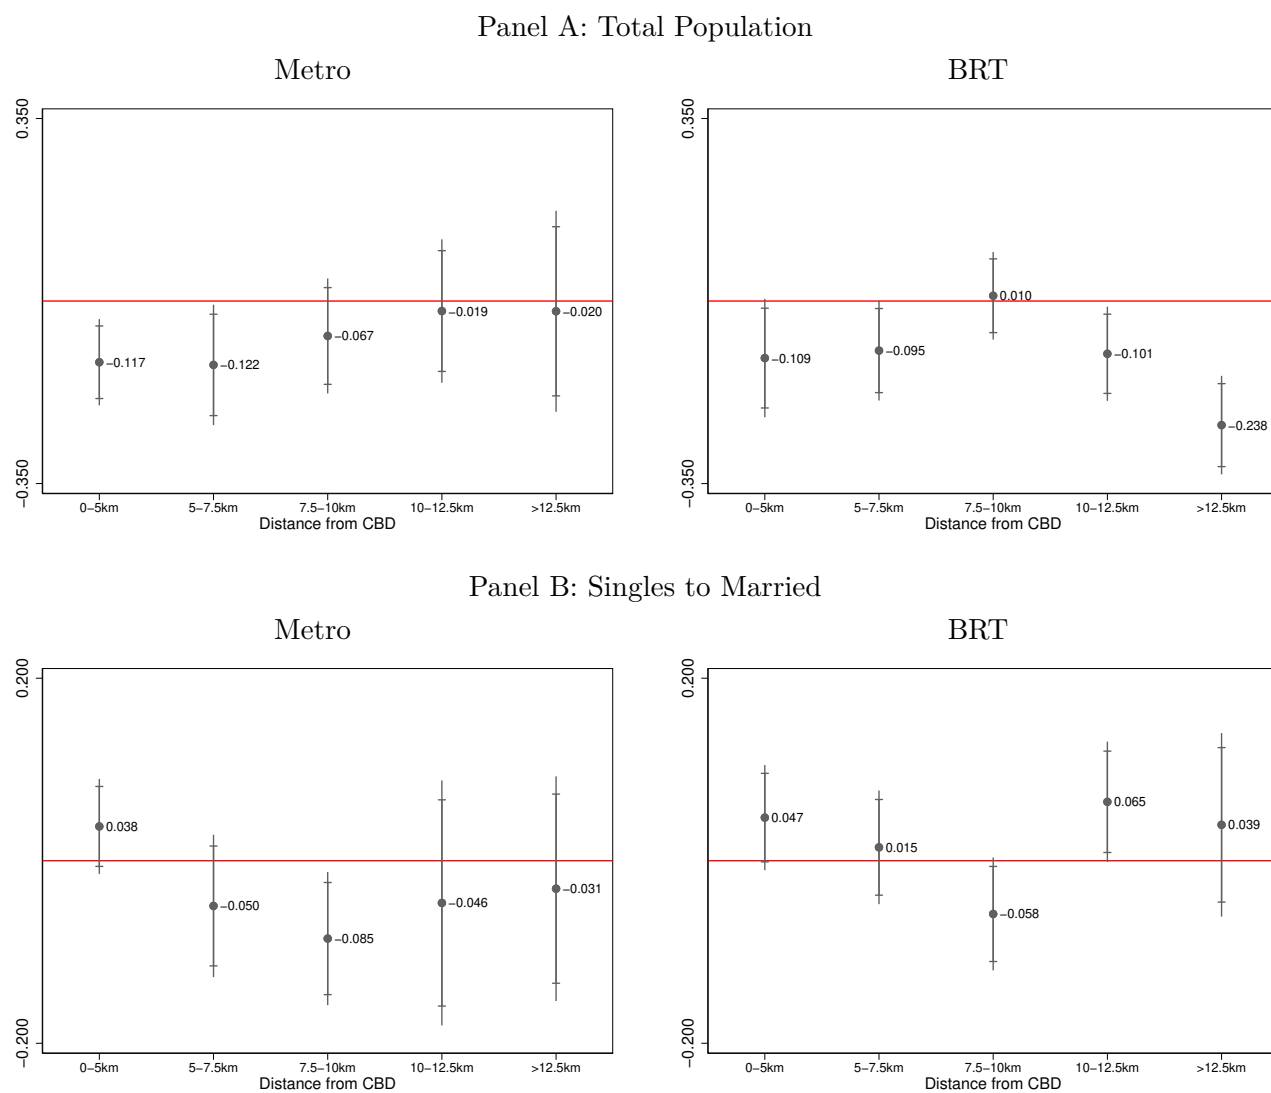 Panel A: Total Population
Metro
0.350
−0.350
−0.117
−0.122
−0.067
−0.019
−0.020
0−5km
5−7.5km
7.5−10km
10−12.5km
>12.5km
Distance from CBD
BRT
0.350
−0.350
−0.109
−0.095
0.010
−0.101
−0.238
0−5km
5−7.5km
7.5−10km
10−12.5km
>12.5km
Distance from CBD
Panel B: Singles to Married
Metro
0.200
−0.200
0.038
−0.050
−0.085
−0.046
−0.031
0−5km
5−7.5km
7.5−10km
10−12.5km
>12.5km
Distance from CBD
BRT
0.200
−0.200
0.047
0.015
−0.058
0.065
0.039
0−5km
5−7.5km
7.5−10km
10−12.5km
>12.5km
Distance from CBD